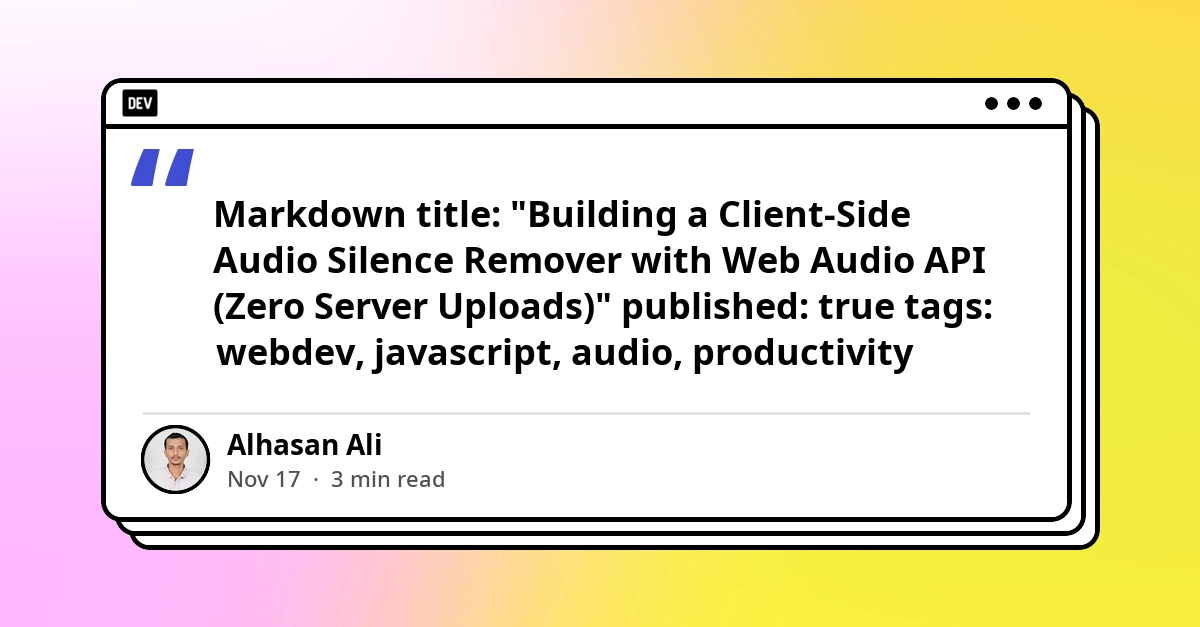 DEV
Markdown title: "Building a Client-Side
Audio Silence Remover with Web Audio API
(Zero Server Uploads)" published: true tags:
webdev, javascript, audio, productivity
Alhasan Ali
Nov 17 · 3 min read